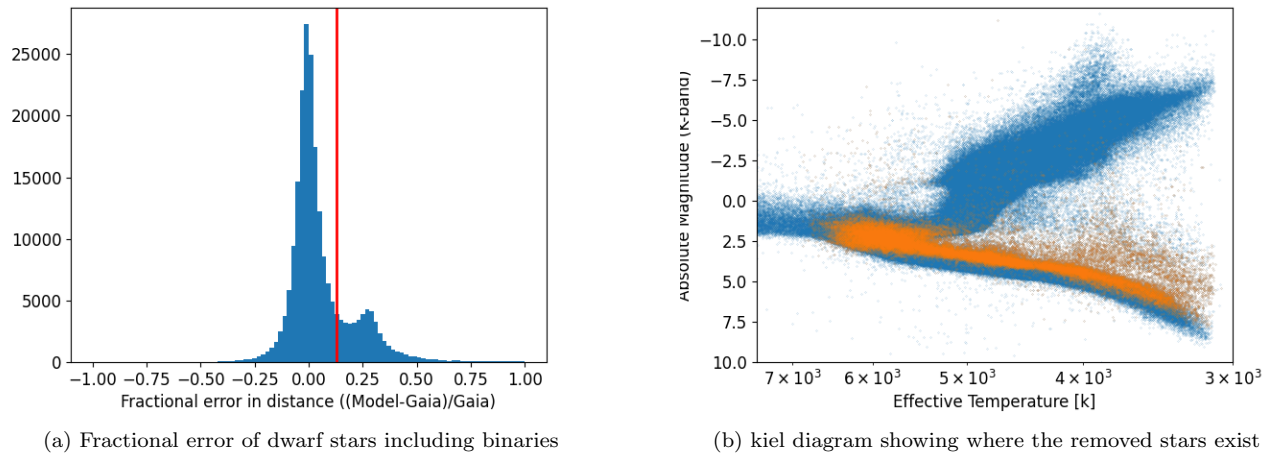 25000
20000
15000
10000
5000
0
−1.00 −0.75 −0.50 −0.25 0.00 0.25 0.50 0.75 1.00
Fractional error in distance ((Model-Gaia)/Gaia)
(a) Fractional error of dwarf stars including binaries
Absolute Magnitude (K-band)
−10.0
−7.5
−5.0
−2.5
0.0
2.5
5.0
7.5
10.0
7 × 10³ 6 × 10³ 5 × 10³ 4 × 10³ 3 × 10³
Effective Temperature [k]
(b) kiel diagram showing where the removed stars exist